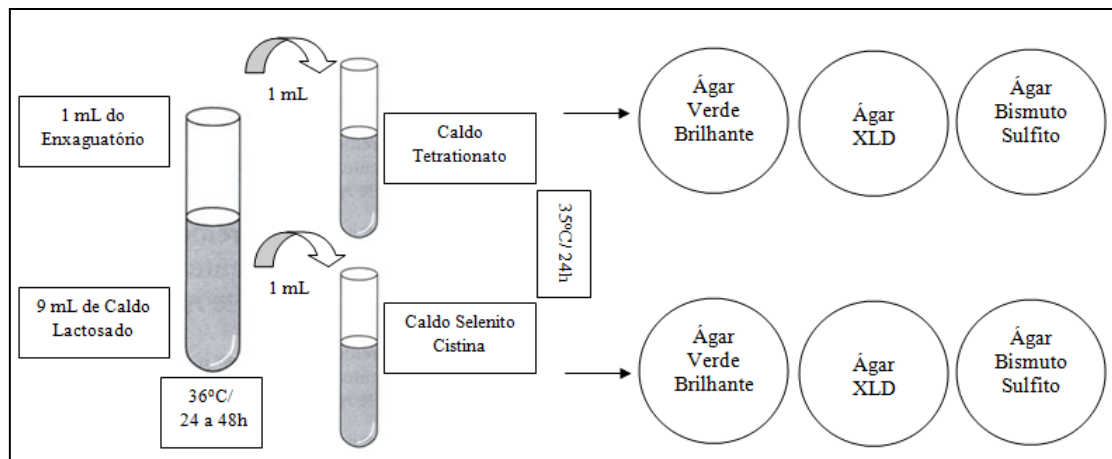 1 mL do
Enxaguatório
9 mL de Caldo
Lactosado
36ºC/
24 a 48h
1 mL
1 mL
Caldo
Tetrationato
Caldo Selenito
Cistina
35ºC/ 24h
Ágar
Verde
Brilhante
Ágar
XLD
Ágar
Bismuto
Sulfito
Ágar
Verde
Brilhante
Ágar
XLD
Ágar
Bismuto
Sulfito